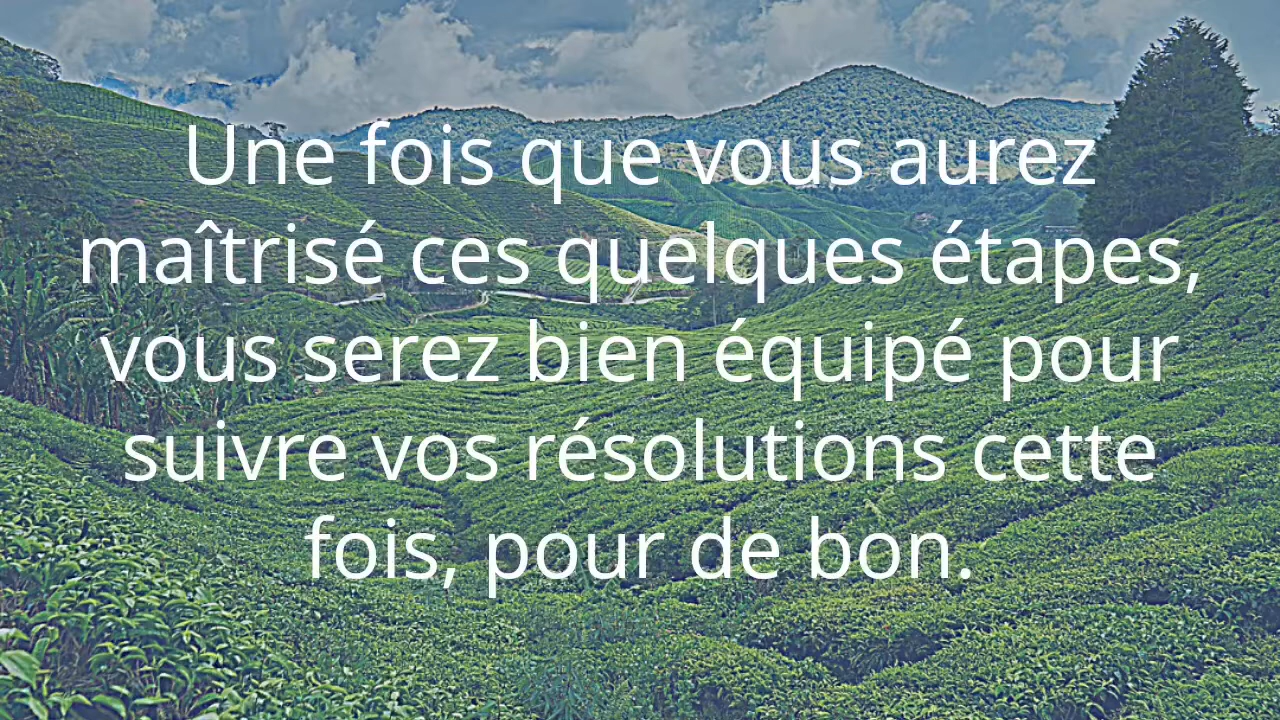 Une fois que vous aurez
maîtrisé ces quelques étapes,
vous serez bien équipé pour
suivre vos résolutions cette
fois, pour de bon.